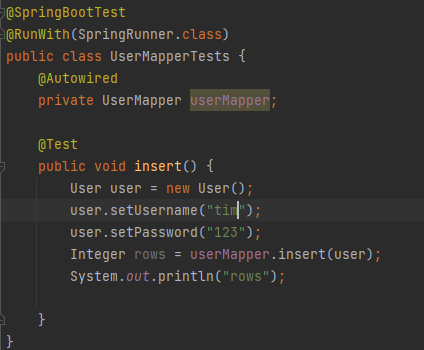 @SpringBootTest
@RunWith(SpringRunner.class)
public class UserMapperTests {
@Autowired
private UserMapper userMapper;
@Test
public void insert() {
User user = new User();
user.setUsername("tim");
user.setPassword("123");
Integer rows = userMapper.insert(user);
System.out.println("rows");
}
}